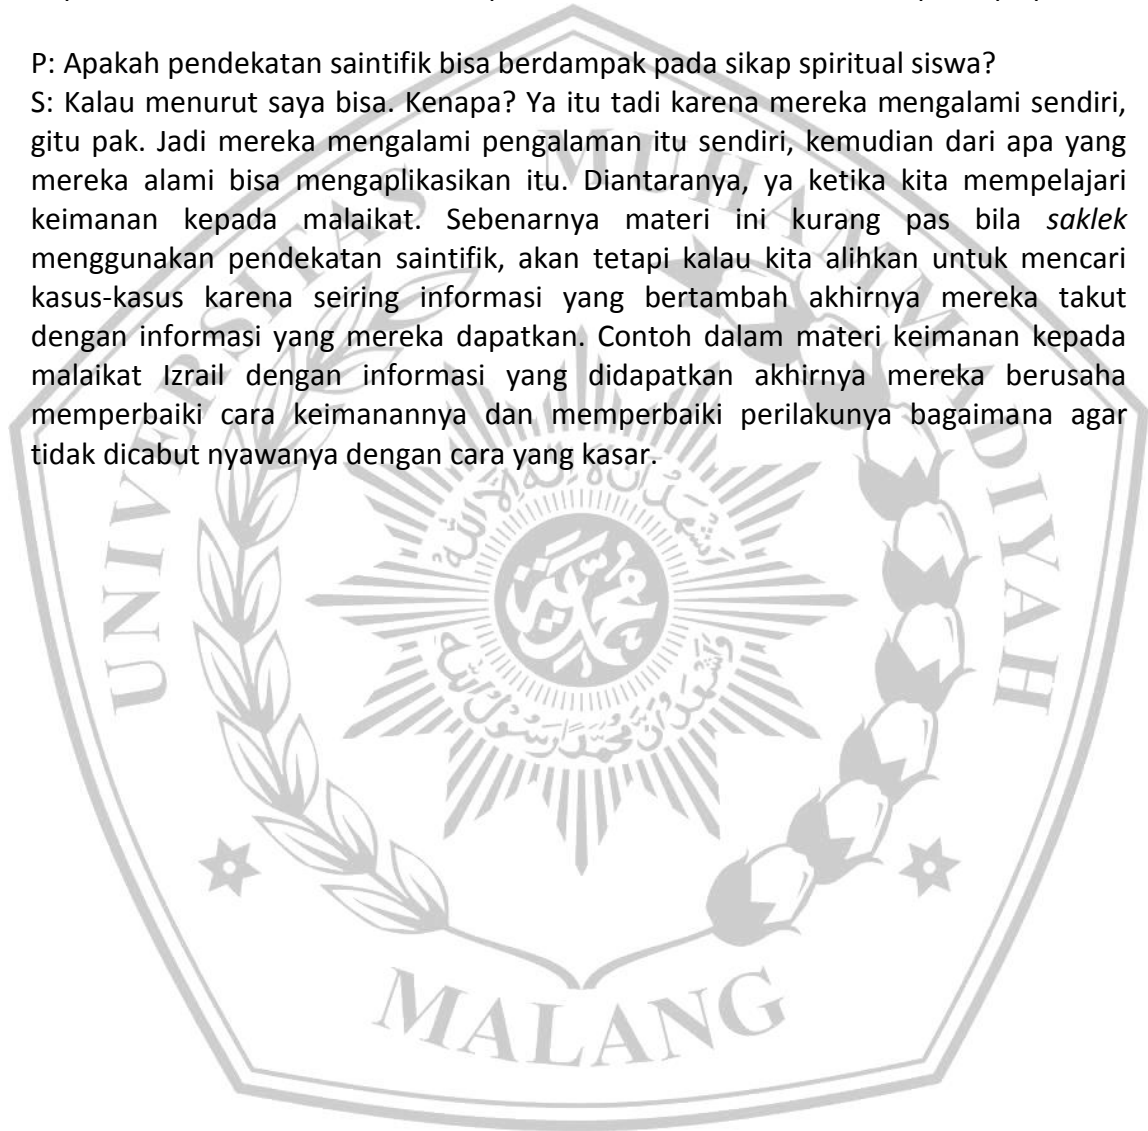 P: Apakah pendekatan saintifik bisa berdampak pada sikap spiritual siswa?
S: Kalau menurut saya bisa. Kenapa? Ya itu tadi karena mereka mengalami sendiri,
gitu pak. Jadi mereka mengalami pengalaman itu sendiri, kemudian dari apa yang
mereka alami bisa mengaplikasikan itu. Diantaranya, ya ketika kita mempelajari
keimanan kepada malaikat. Sebenarnya materi ini kurang pas bila saklek
menggunakan pendekatan saintifik, akan tetapi kalau kita alihkan untuk mencari
kasus-kasus karena seiring informasi yang bertambah akhirnya mereka takut
dengan informasi yang mereka dapatkan. Contoh dalam materi keimanan kepada
malaikat Izrail dengan informasi yang didapatkan akhirnya mereka berusaha
memperbaiki cara keimanannya dan memperbaiki perilakunya bagaimana agar
tidak dicabut nyawanya dengan cara yang kasar.
UNIVERSITAS MUHAMMADIYAH
MALANG